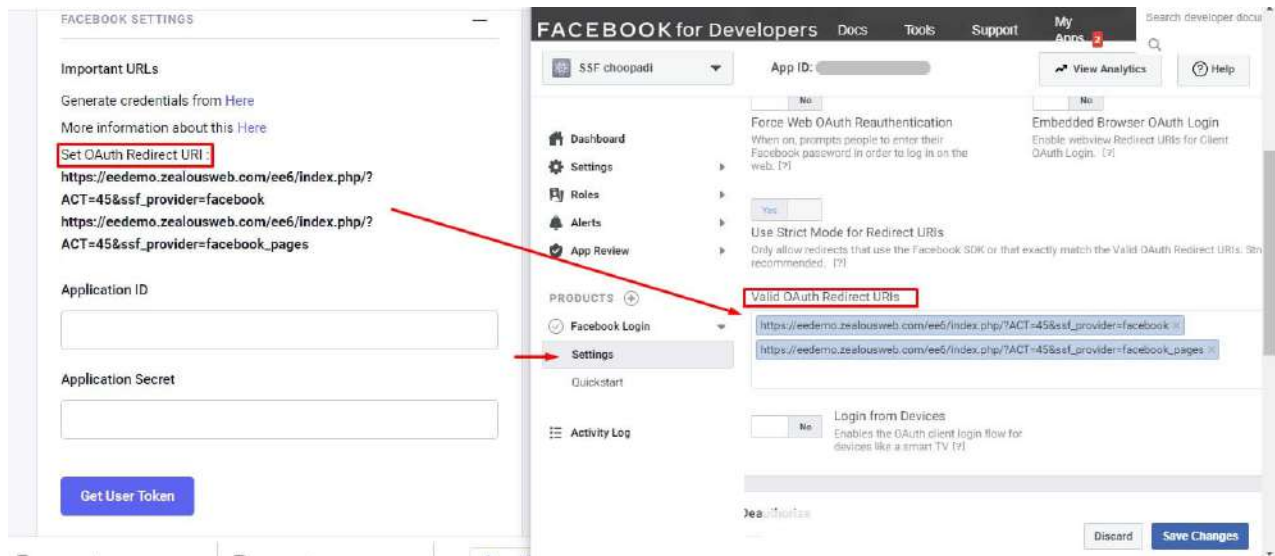 FACEBOOK SETTINGS
Important URLs
Generate credentials from Here
More information about this Here
Set OAuth Redirect URI :
https://eedemo.zealousweb.com/ee6/index.php/?
ACT=45&ssf_provider=facebook
https://eedemo.zealousweb.com/ee6/index.php/?
ACT=45&ssf_provider=facebook_pages
Application ID
Application Secret
Get User Token
FACEBOOK for Developers Docs Tools Support My Apps 2
Search developer docu
SSF choopadi
App ID:
View Analytics
Help
Dashboard
Settings
Roles
Alerts
App Review
PRODUCTS
Facebook Login
Settings
Quickstart
Activity Log
No
Force Web OAuth Reauthentication
When on, prompts people to enter their
Facebook password in order to log in on the
web. [?]
No
Embedded Browser OAuth Login
Enable webview Redirect URIs for Client
OAuth Login. [?]
Yes
Use Strict Mode for Redirect URIs
Only allow redirects that use the Facebook SDK or that exactly match the Valid OAuth Redirect URIs. Stri
recommended. [?]
Valid OAuth Redirect URIs
https://eedemo.zealousweb.com/ee6/index.php/?ACT=45&ssf_provider=facebook
https://eedemo.zealousweb.com/ee6/index.php/?ACT=45&ssf_provider=facebook_pages
No
Login from Devices
Enables the OAuth client login flow for
devices like a smart TV [?]
Deauthorize
Discard
Save Changes